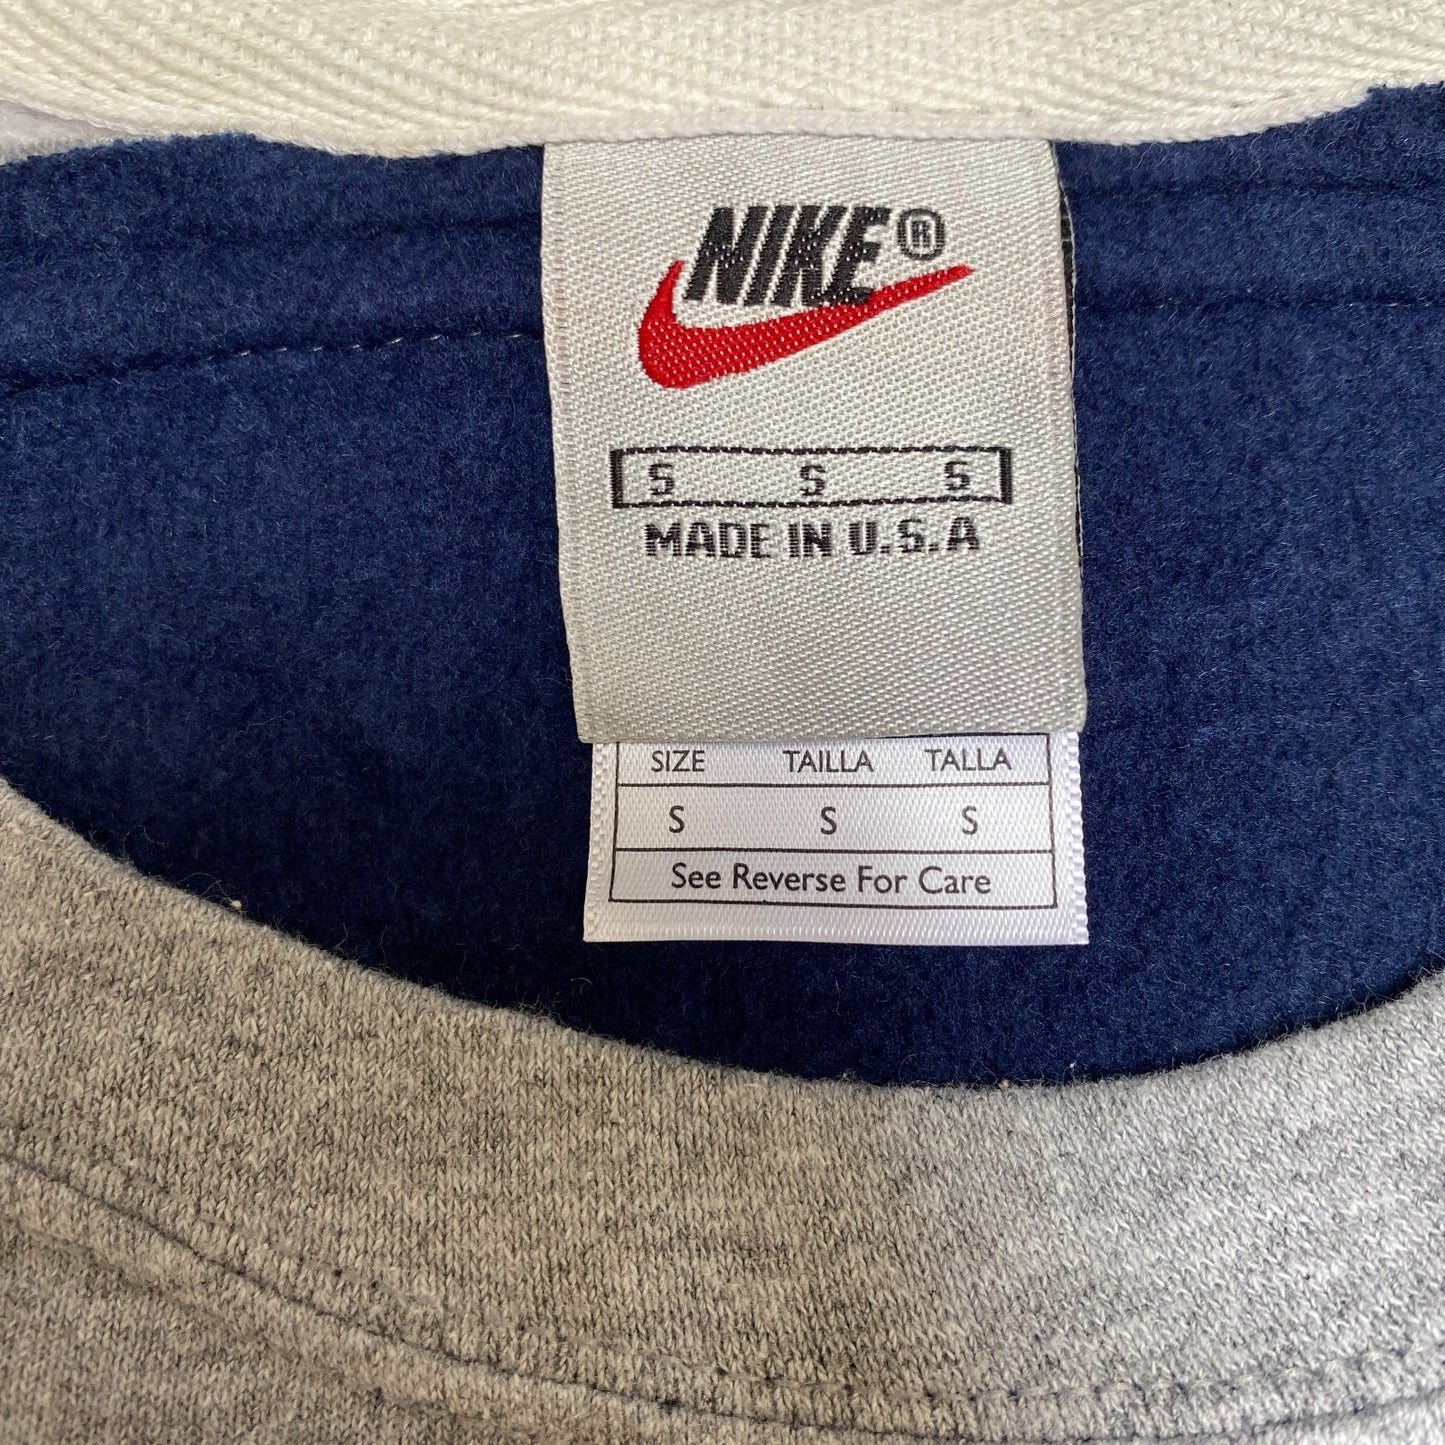 NIKE®
S S S
MADE IN U.S.A
SIZE TAILLA TALLA
S S S
See Reverse For Care